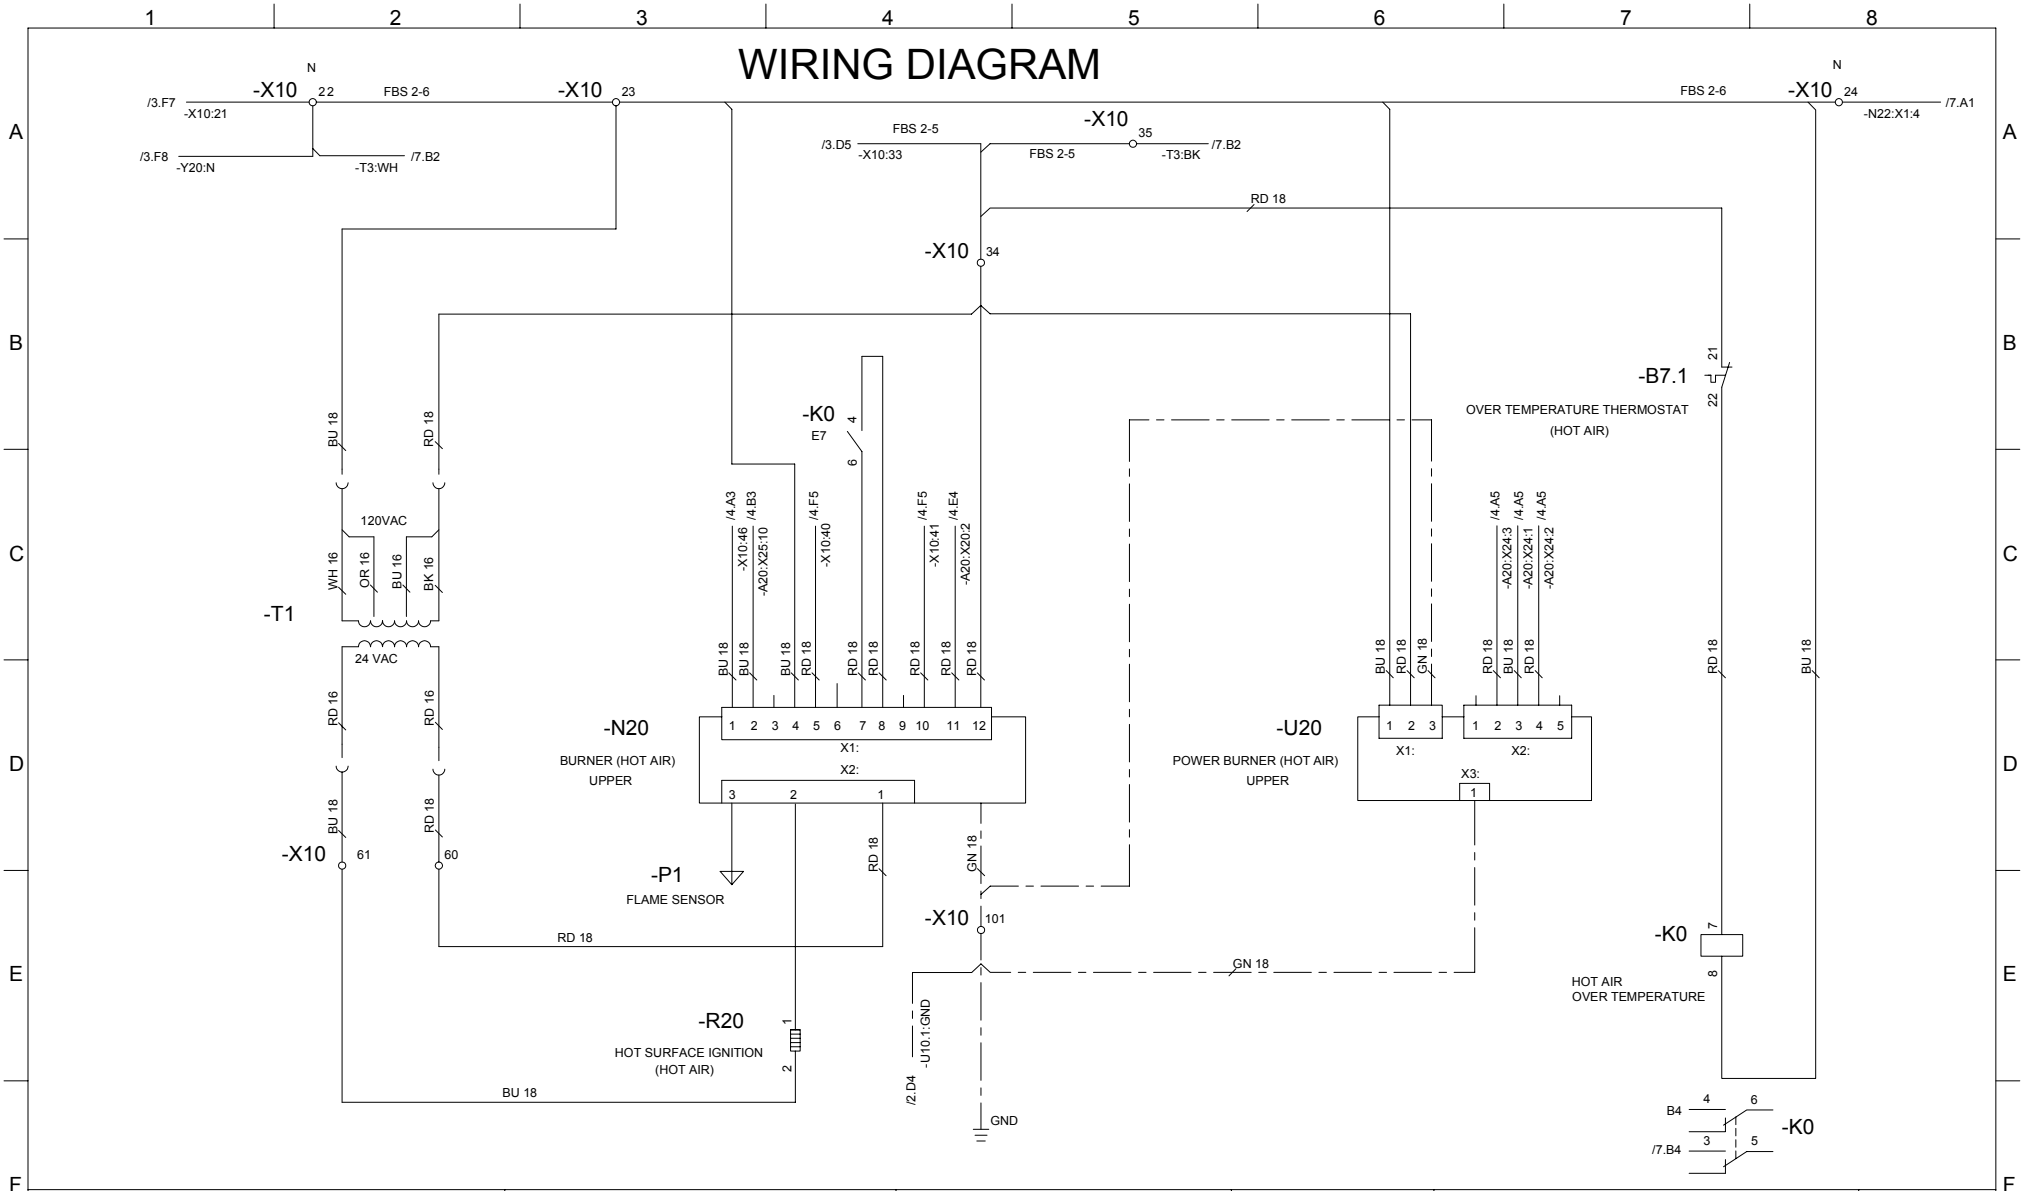 1 2 3 4 5 6 7 8
WIRING DIAGRAM
N
N
/3.F7
-X10:21
-X10 22
FBS 2-6
-X10 23
FBS 2-6
-X10 24
-N22:X1:4
/7.A1
A
A
/3.F8
-Y20:N
-T3:WH
/7.B2
/3.D5
-X10:33
FBS 2-5
-X10
35
FBS 2-5
-T3:BK
/7.B2
RD 18
-X10 34
B
B
BU 18
RD 18
-K0
E7
4
6
21
-B7.1
22
OVER TEMPERATURE THERMOSTAT
(HOT AIR)
C
C
120VAC
WH 16
OR 16
BU 16
BK 16
-T1
24 VAC
/4.A3
-X10:46
/4.B3
-A20:X25:10
/4.F5
-X10:40
/4.F5
-X10:41
/4.E4
-A20:X20:2
/4.A5
-A20:X24:3
/4.A5
-A20:X24:1
/4.A5
-A20:X24:2
BU 18
BU 18
BU 18
RD 18
RD 18
RD 18
RD 18
RD 18
RD 18
BU 18
RD 18
GN 18
RD 18
BU 18
RD 18
RD 18
BU 18
D
D
RD 16
RD 16
-N20
BURNER (HOT AIR)
UPPER
1 2 3 4 5 6 7 8 9 10 11 12
X1:
X2:
3 2 1
-U20
POWER BURNER (HOT AIR)
UPPER
1 2 3
X1:
1 2 3 4 5
X2:
X3:
1
BU 18
RD 18
-X10 61
60
-P1
FLAME SENSOR
RD 18
GN 18
-X10 101
RD 18
E
E
GN 18
-K0
7
8
HOT AIR
OVER TEMPERATURE
-R20
HOT SURFACE IGNITION
(HOT AIR)
1
2
-U10.1:GND
/2.D4
BU 18
GND
B4
4
6
-K0
/7.B4
3
5
F
F